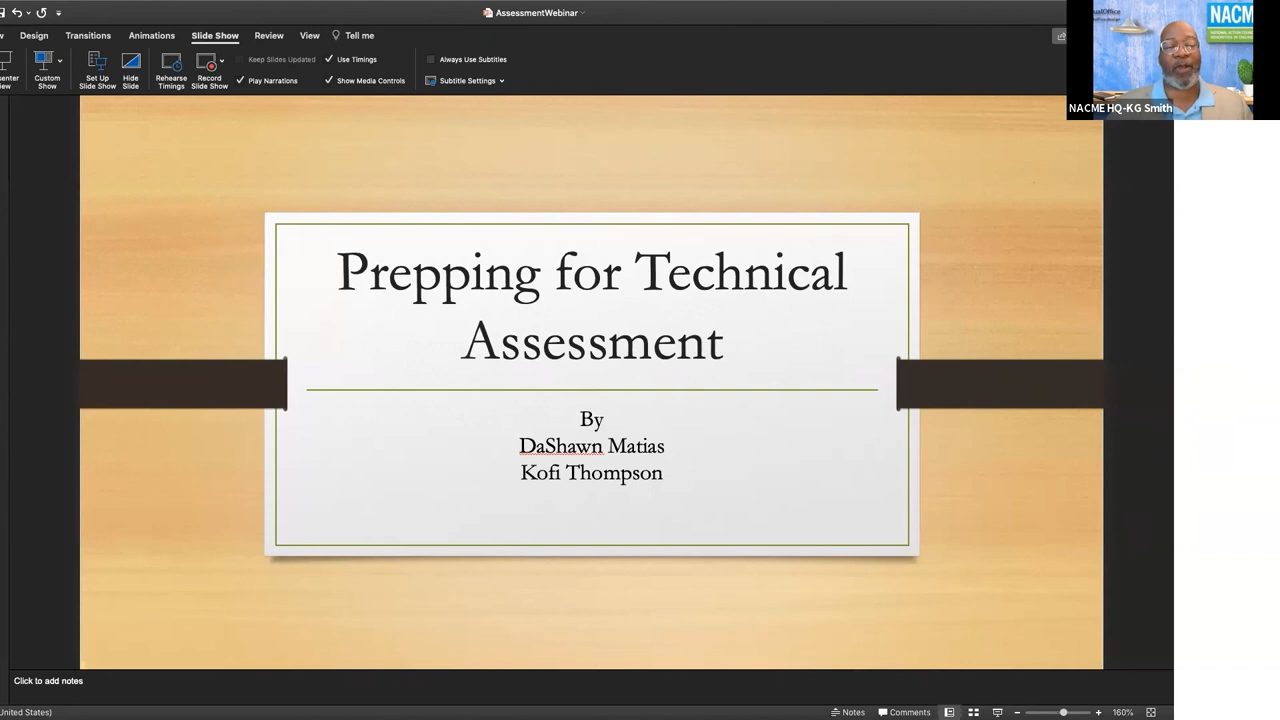 AssessmentWebinar
Design Transitions Animations Slide Show Review View Tell me
Custom Show
Set Up Slide Show
Hide Slide
Rehearse Timings
Record Slide Show
Keep Slides Updated
Play Narrations
Use Timings
Show Media Controls
Always Use Subtitles
Subtitle Settings
NACM
NACME HQ-KG Smith
Prepping for Technical
Assessment
By
DaShawn Matias
Kofi Thompson
Click to add notes
United States)
Notes Comments 160%